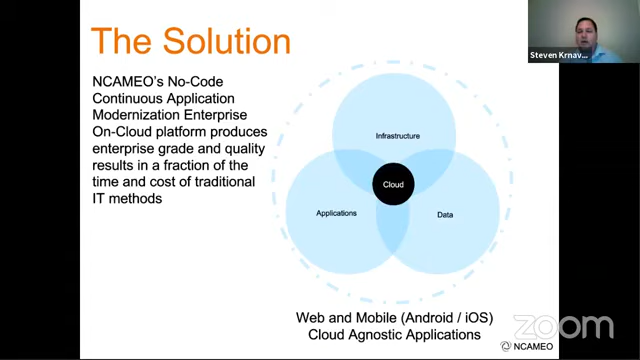 The Solution
Steven Krnav...
NCAMEO's No-Code
Continuous Application
Modernization Enterprise
On-Cloud platform produces
enterprise grade and quality
results in a fraction of the
time and cost of traditional
IT methods
Infrastructure
Cloud
Applications
Data
Web and Mobile (Android / iOS)
Cloud Agnostic Applications
zoom
NCAMEO